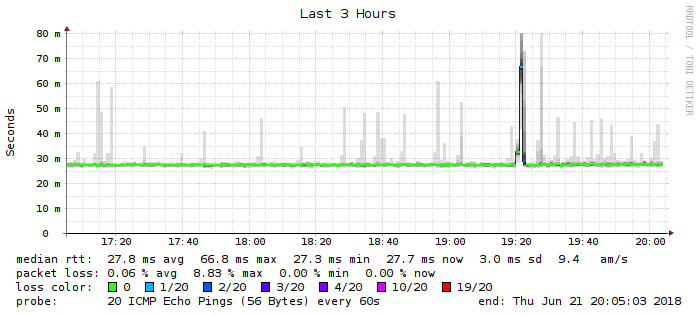 Last 3 Hours
RRDTOOL / TOBI OETIKER
Seconds
80 m
70 m
60 m
50 m
40 m
30 m
20 m
10 m
0
17:20 17:40 18:00 18:20 18:40 19:00 19:20 19:40 20:00
median rtt: 27.8 ms avg 66.8 ms max 27.3 ms min 27.7 ms now 3.0 ms sd 9.4 am/s
packet loss: 0.06 % avg 8.83 % max 0.00 % min 0.00 % now
loss color: 0 1/20 2/20 3/20 4/20 10/20 19/20
probe: 20 ICMP Echo Pings (56 Bytes) every 60s end: Thu Jun 21 20:05:03 2018